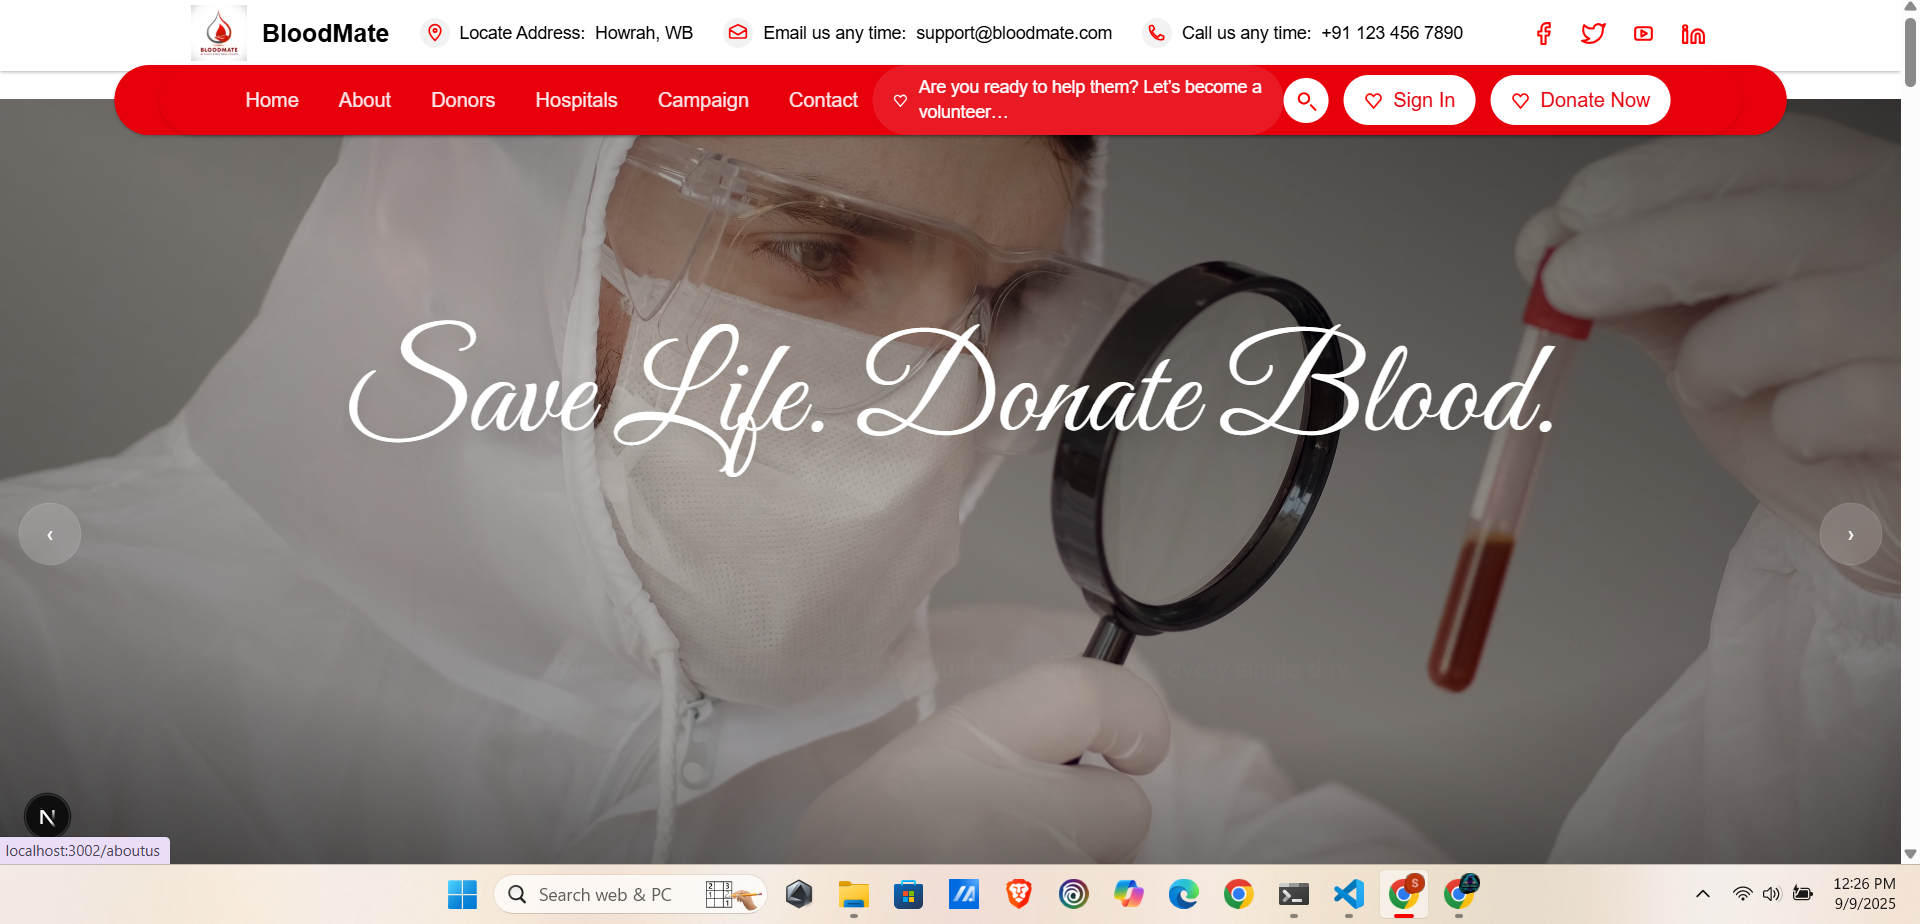 BLOODMATE
BloodMate
Locate Address: Howrah, WB
Email us any time: support@bloodmate.com
Call us any time: +91 123 456 7890
Home
About
Donors
Hospitals
Campaign
Contact
Are you ready to help them? Let's become a
volunteer…
Sign In
Donate Now
Save Life. Donate Blood.
every single day.
‹
›
N
localhost:3002/aboutus
Search web & PC
S
12:26 PM
9/9/2025